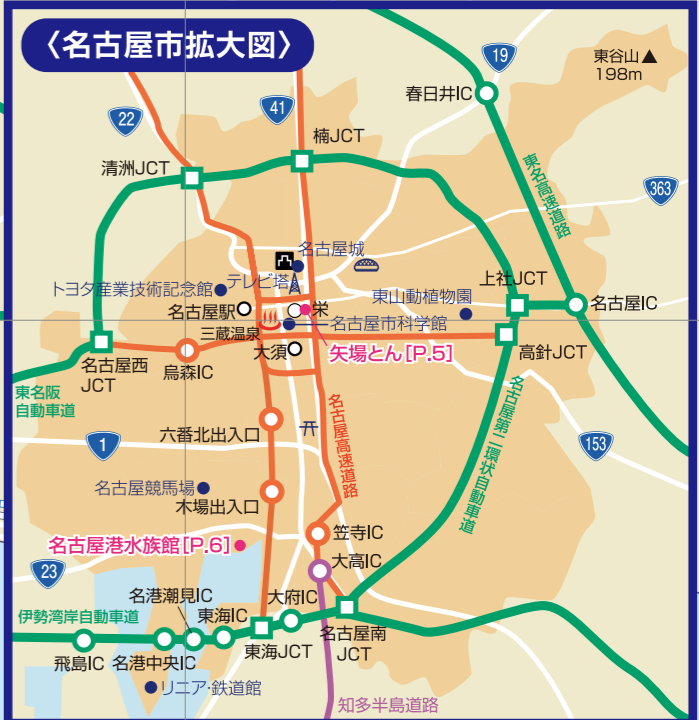 〈名古屋市拡大図〉
19
東谷山▲
198m
春日井IC
41
22
楠JCT
清洲JCT
東名高速道路
363
名古屋城
テレビ塔
トヨタ産業技術記念館
上社JCT
東山動植物園
名古屋駅
栄
名古屋IC
三蔵温泉
名古屋市科学館
大須
矢場とん[P.5]
高針JCT
名古屋西
JCT
烏森IC
東名阪
自動車道
名古屋第二環状自動車道
名古屋高速道路
六番北出入口
1
153
名古屋競馬場
木場出入口
笠寺IC
名古屋港水族館[P.6]
大高IC
23
名港潮見IC
大府IC
伊勢湾岸自動車道
東海IC
名古屋南
JCT
東海JCT
飛島IC
名港中央IC
リニア・鉄道館
知多半島道路